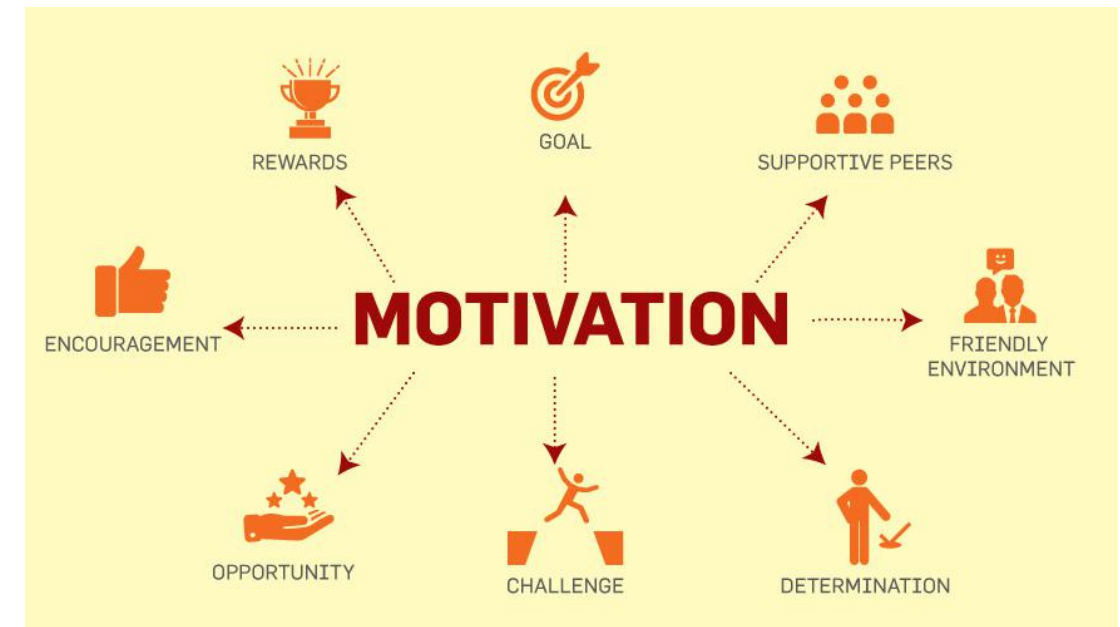 REWARDS
GOAL
SUPPORTIVE PEERS
ENCOURAGEMENT
MOTIVATION
FRIENDLY
ENVIRONMENT
OPPORTUNITY
CHALLENGE
DETERMINATION